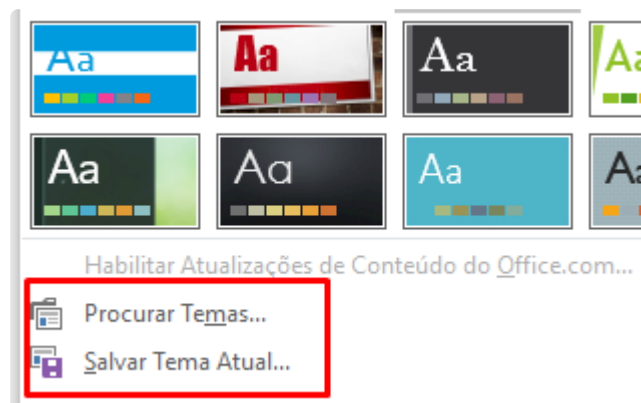 Aa Aa Aa Aa
Aa Aa Aa Aa
Habilitar Atualizações de Conteúdo do Office.com...
Procurar Temas...
Salvar Tema Atual...